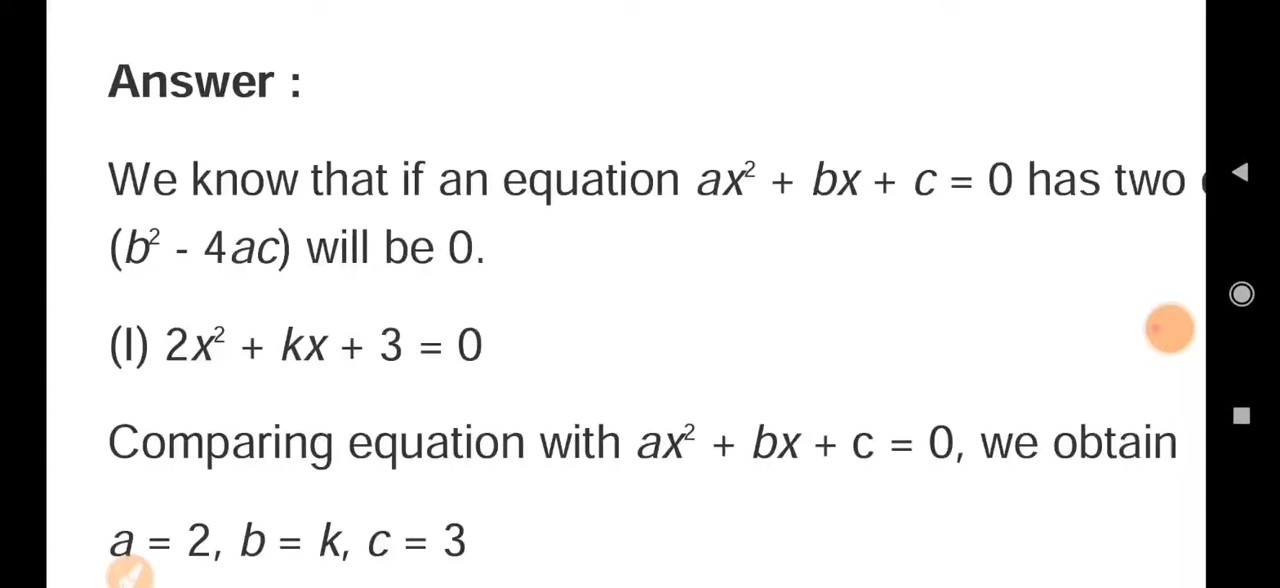 Answer :
We know that if an equation ax² + bx + c = 0 has two
(b² - 4ac) will be 0.
(I) 2x² + kx + 3 = 0
Comparing equation with ax² + bx + c = 0, we obtain
a = 2, b = k, c = 3